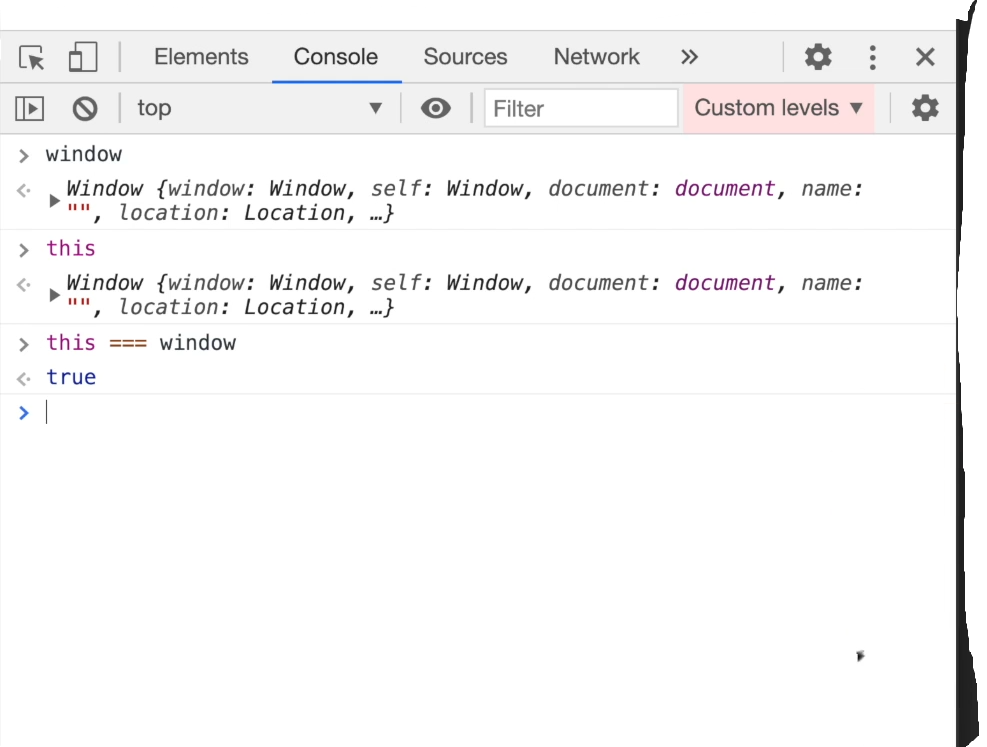 Elements Console Sources Network »
top ▼ Filter Custom levels ▼
> window
Window {window: Window, self: Window, document: document, name:
"", location: Location, …}
> this
Window {window: Window, self: Window, document: document, name:
"", location: Location, …}
> this === window
true
>